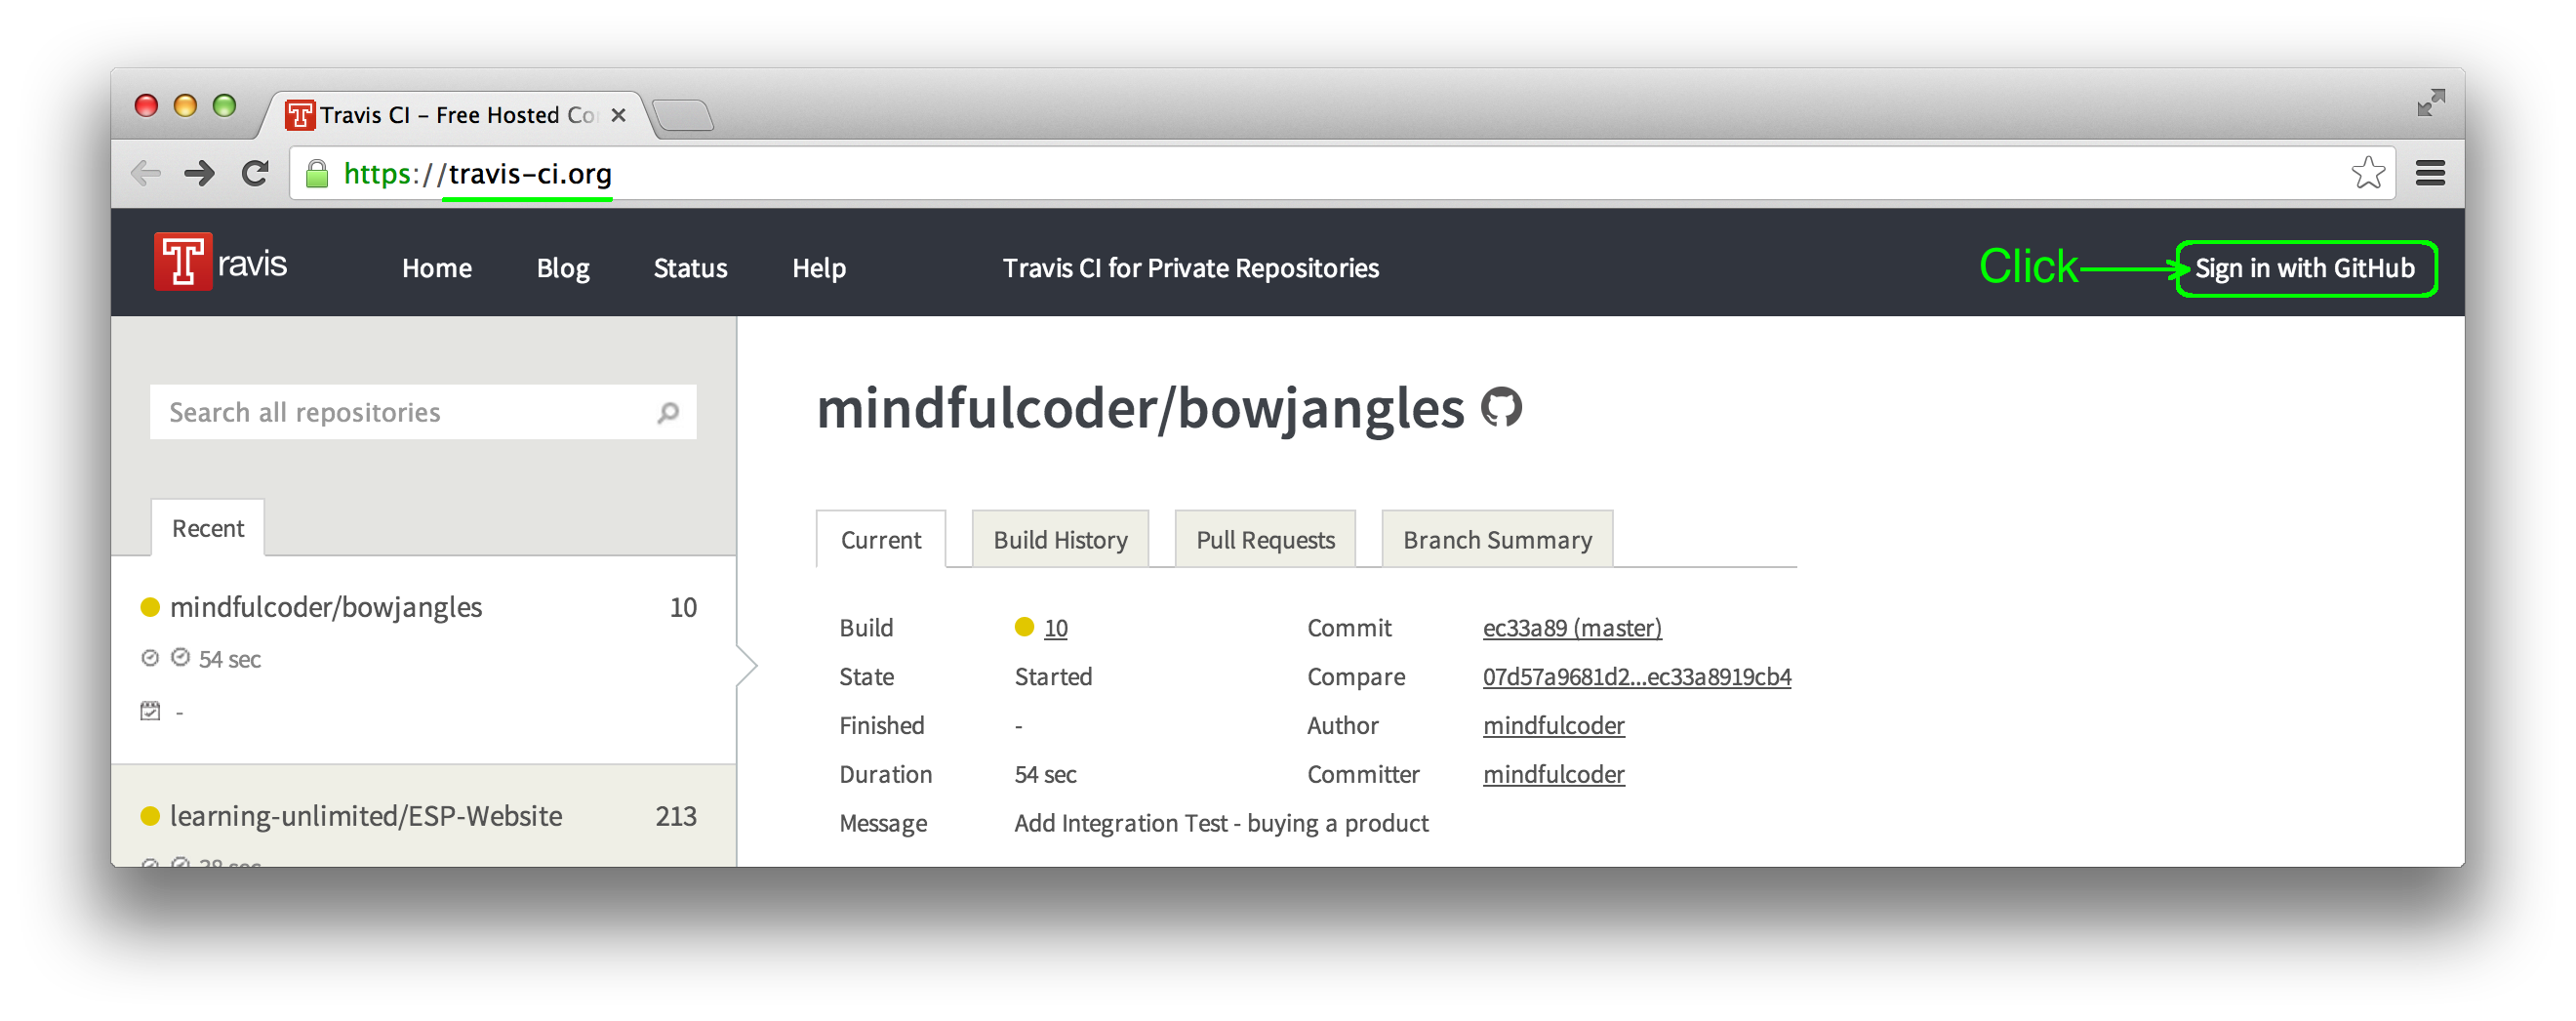 Travis CI – Free Hosted Co
https://travis-ci.org
Travis
Home
Blog
Status
Help
Travis CI for Private Repositories
Click
Sign in with GitHub
Search all repositories
Recent
mindfulcoder/bowjangles 10
54 sec
-
learning-unlimited/ESP-Website 213
38 sec
mindfulcoder/bowjangles
Current
Build History
Pull Requests
Branch Summary
Build 10 Commit ec33a89 (master)
State Started Compare 07d57a9681d2...ec33a8919cb4
Finished - Author mindfulcoder
Duration 54 sec Committer mindfulcoder
Message Add Integration Test - buying a product